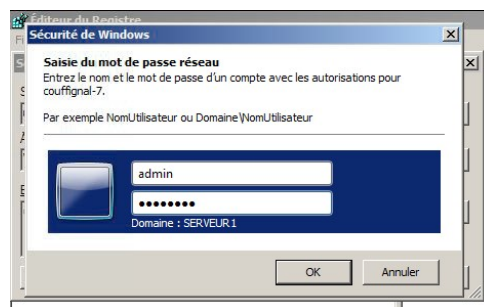 Éditeur du Registre
Sécurité de Windows
Saisie du mot de passe réseau
Entrez le nom et le mot de passe d'un compte avec les autorisations pour
couffignal-7.
Par exemple NomUtilisateur ou Domaine\NomUtilisateur
admin
●●●●●●●●
Domaine : SERVEUR1
OK
Annuler